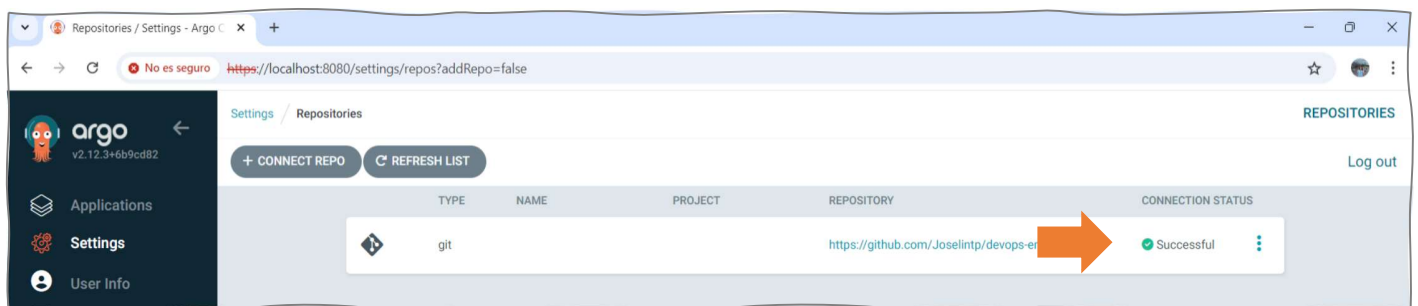 Repositories / Settings - Argo C
No es seguro https://localhost:8080/settings/repos?addRepo=false
argo
v2.12.3+6b9cd82
Settings / Repositories
REPOSITORIES
+ CONNECT REPO
REFRESH LIST
Log out
Applications
Settings
User Info
TYPE NAME PROJECT REPOSITORY CONNECTION STATUS
git https://github.com/Joselintp/devops-e Successful